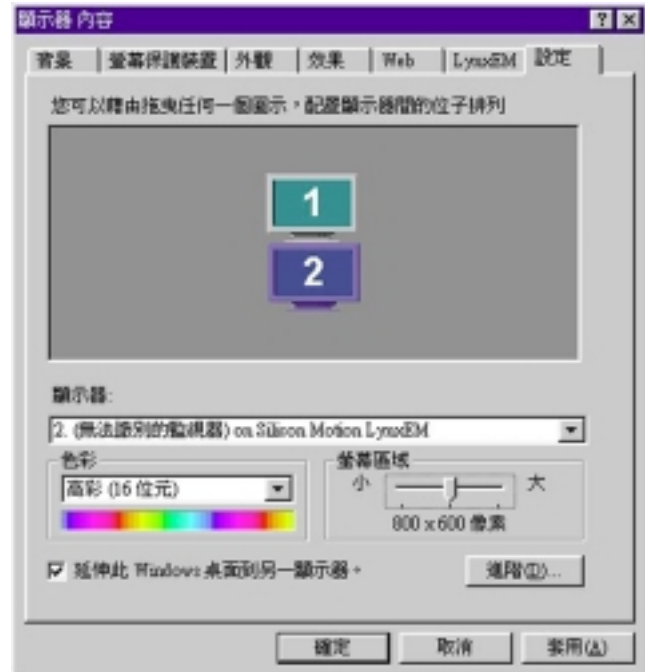 顯示器 內容
背景 螢幕保護裝置 外觀 效果 Web LynxEM 設定
您可以藉由拖曳任何一個圖示，配置顯示器間的位子排列
1
2
顯示器:
2. (無法識別的監視器) on Silicon Motion LynxEM
色彩
高彩 (16 位元)
螢幕區域
小 大
800 x 600 像素
延伸此 Windows 桌面到另一顯示器。
進階(D)...
確定 取消 套用(A)